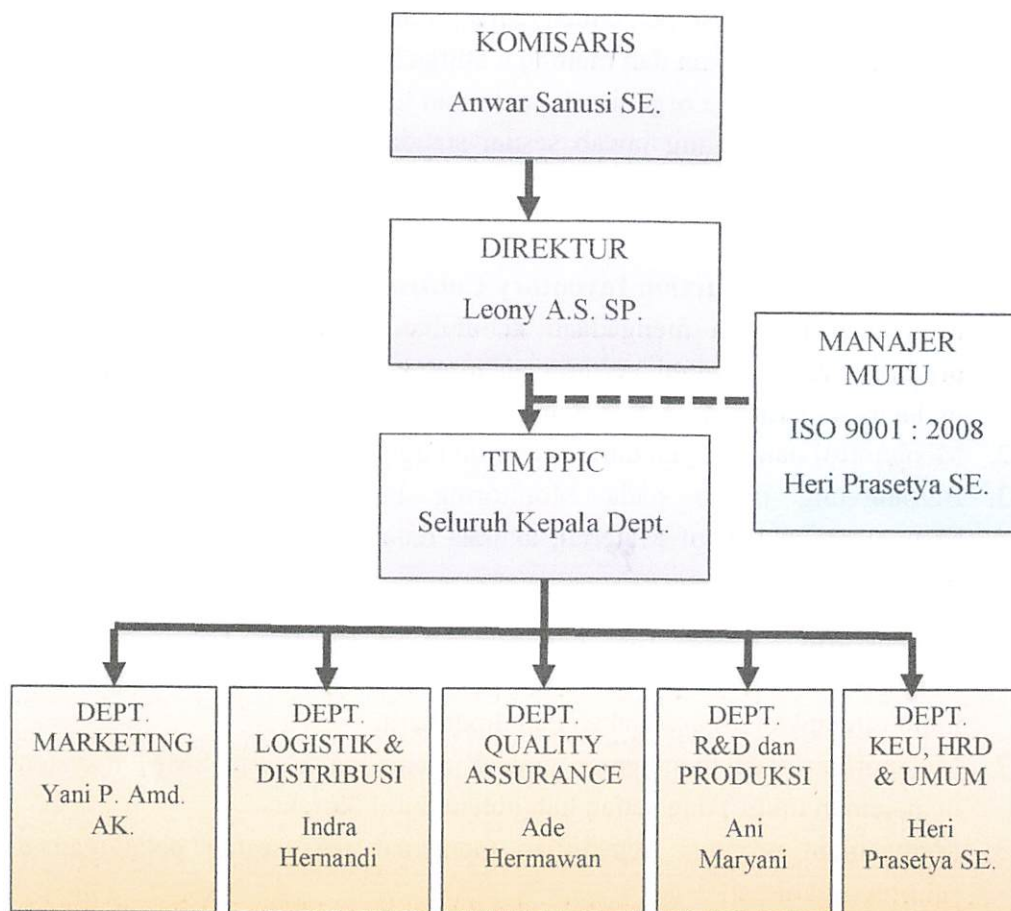 KOMISARIS
Anwar Sanusi SE.
DIREKTUR
Leony A.S. SP.
MANAJER
MUTU
ISO 9001 : 2008
Heri Prasetya SE.
TIM PPIC
Seluruh Kepala Dept.
DEPT.
MARKETING
Yani P. Amd.
AK.
DEPT.
LOGISTIK &
DISTRIBUSI
Indra
Hernandi
DEPT.
QUALITY
ASSURANCE
Ade
Hermawan
DEPT.
R&D dan
PRODUKSI
Ani
Maryani
DEPT.
KEU, HRD
& UMUM
Heri
Prasetya SE.